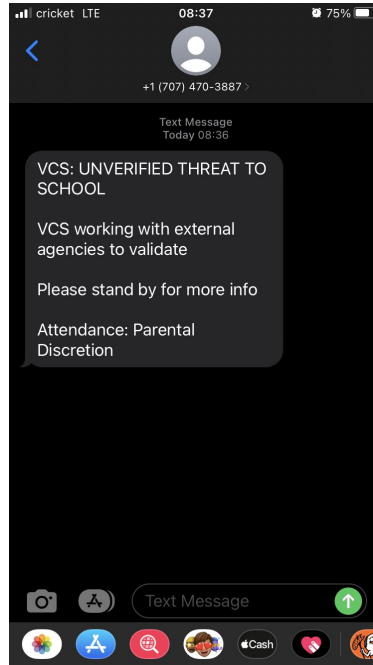 cricket LTE 08:37 75%
+1 (707) 470-3887 >
Text Message
Today 08:36
VCS: UNVERIFIED THREAT TO
SCHOOL
VCS working with external
agencies to validate
Please stand by for more info
Attendance: Parental
Discretion
Text Message
Cash